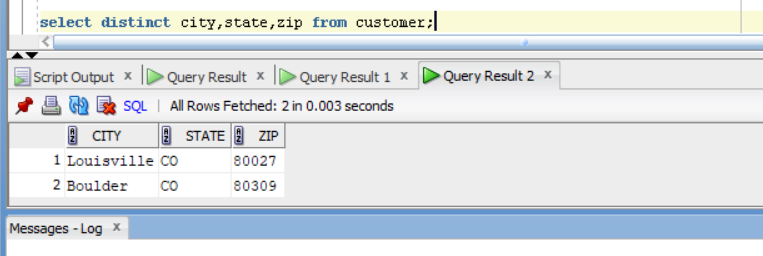 select distinct city,state,zip from customer;
Script Output x Query Result x Query Result 1 x Query Result 2 x
SQL | All Rows Fetched: 2 in 0.003 seconds
CITY STATE ZIP
1 Louisville CO 80027
2 Boulder CO 80309
Messages - Log x